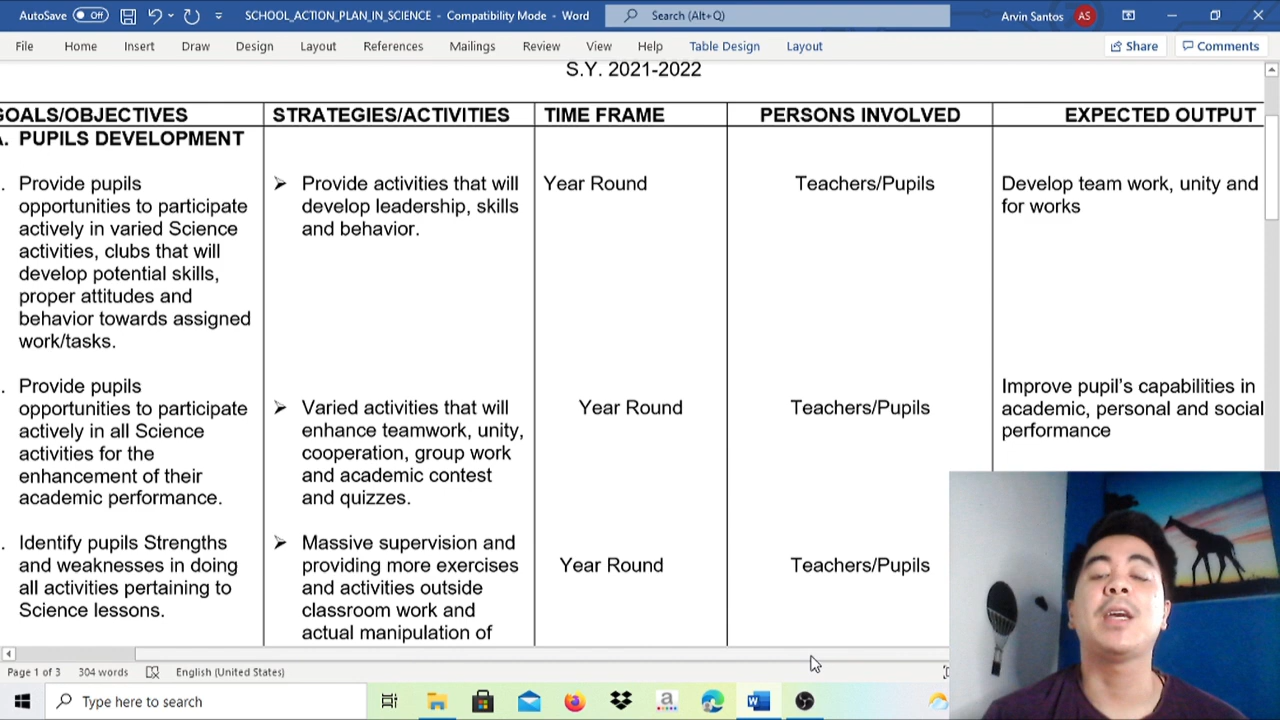 AutoSave Off SCHOOL_ACTION_PLAN_IN_SCIENCE - Compatibility Mode - Word Search (Alt+Q) Arvin Santos AS
File Home Insert Draw Design Layout References Mailings Review View Help Table Design Layout Share Comments
S.Y. 2021-2022
GOALS/OBJECTIVES STRATEGIES/ACTIVITIES TIME FRAME PERSONS INVOLVED EXPECTED OUTPUT
A. PUPILS DEVELOPMENT
. Provide pupils
opportunities to participate
actively in varied Science
activities, clubs that will
develop potential skills,
proper attitudes and
behavior towards assigned
work/tasks.
➢ Provide activities that will
develop leadership, skills
and behavior.
Year Round
Teachers/Pupils
Develop team work, unity and
for works
. Provide pupils
opportunities to participate
actively in all Science
activities for the
enhancement of their
academic performance.
➢ Varied activities that will
enhance teamwork, unity,
cooperation, group work
and academic contest
and quizzes.
Year Round
Teachers/Pupils
Improve pupil's capabilities in
academic, personal and social
performance
. Identify pupils Strengths
and weaknesses in doing
all activities pertaining to
Science lessons.
➢ Massive supervision and
providing more exercises
and activities outside
classroom work and
actual manipulation of
Year Round
Teachers/Pupils
Page 1 of 3 304 words English (United States)
Type here to search